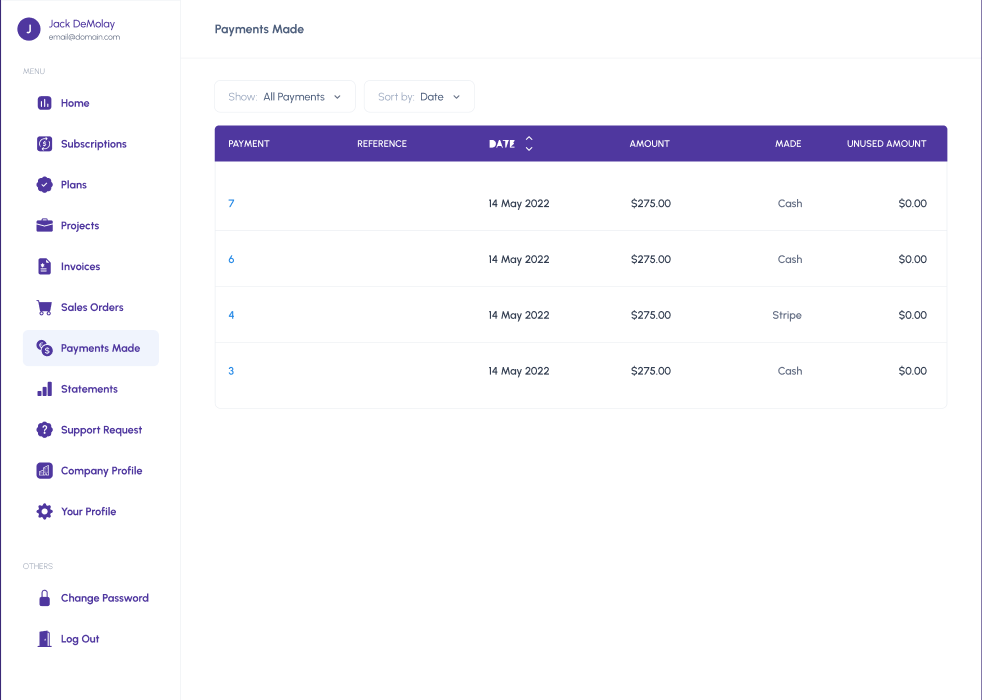 J
Jack DeMolay
email@domain.com
MENU
Home
Subscriptions
Plans
Projects
Invoices
Sales Orders
Payments Made
Statements
Support Request
Company Profile
Your Profile
OTHERS
Change Password
Log Out
Payments Made
Show: All Payments Sort by: Date
PAYMENT REFERENCE DATE AMOUNT MADE UNUSED AMOUNT
7 14 May 2022 $275.00 Cash $0.00
6 14 May 2022 $275.00 Cash $0.00
4 14 May 2022 $275.00 Stripe $0.00
3 14 May 2022 $275.00 Cash $0.00